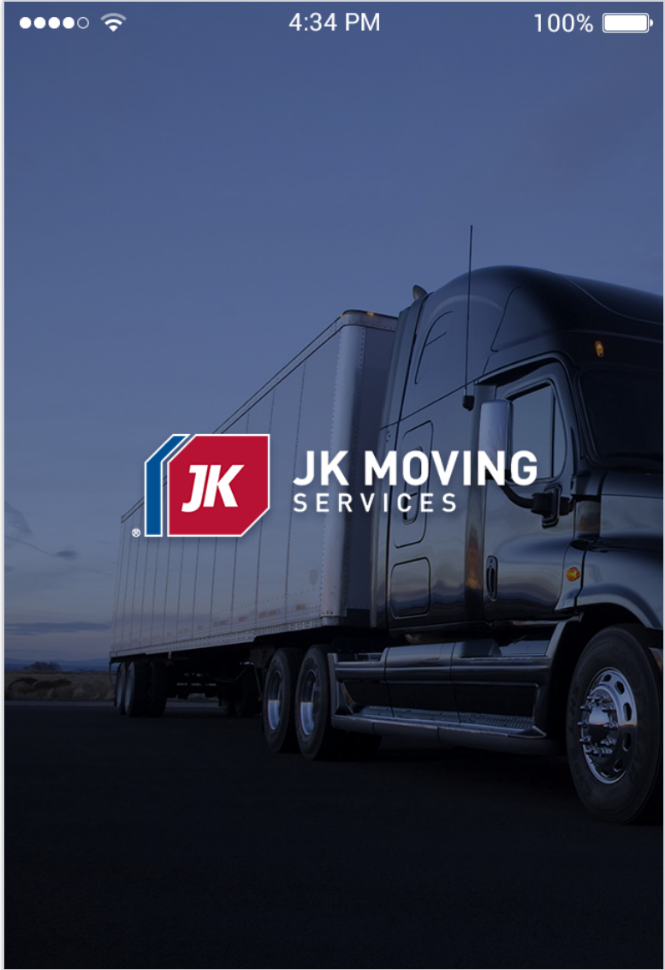 4:34 PM
100%
JK
JK MOVING
SERVICES
®